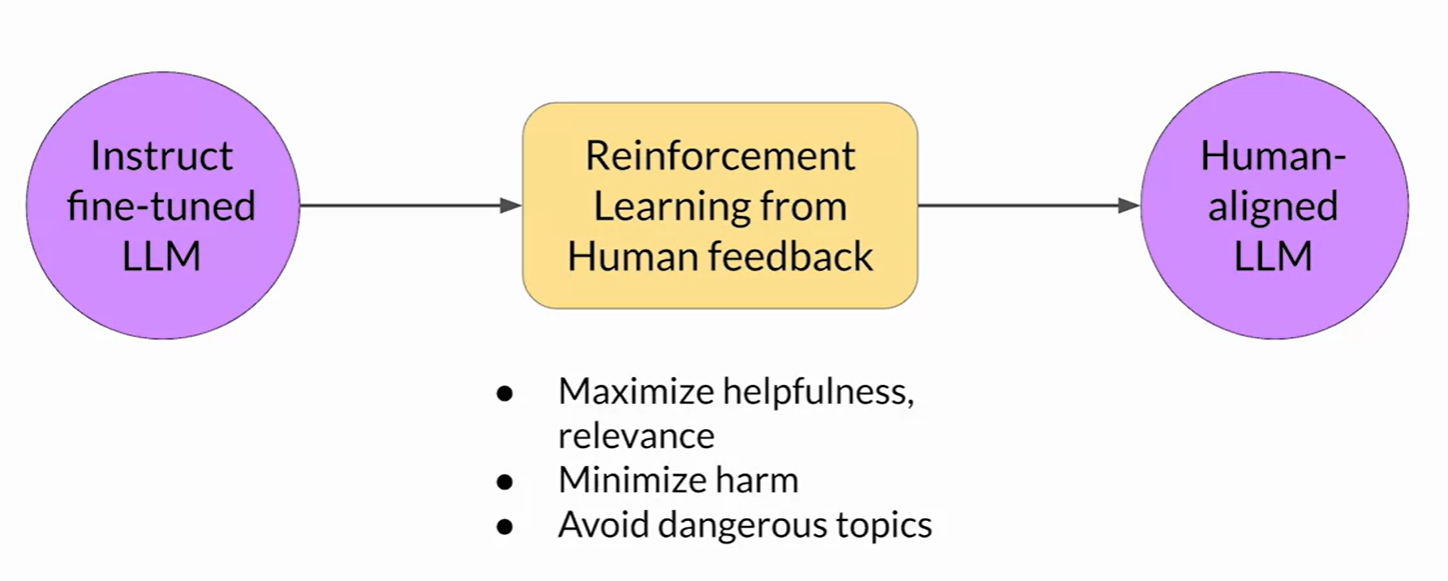 Instruct
fine-tuned
LLM
Reinforcement
Learning from
Human feedback
Human-
aligned
LLM
● Maximize helpfulness,
relevance
● Minimize harm
● Avoid dangerous topics